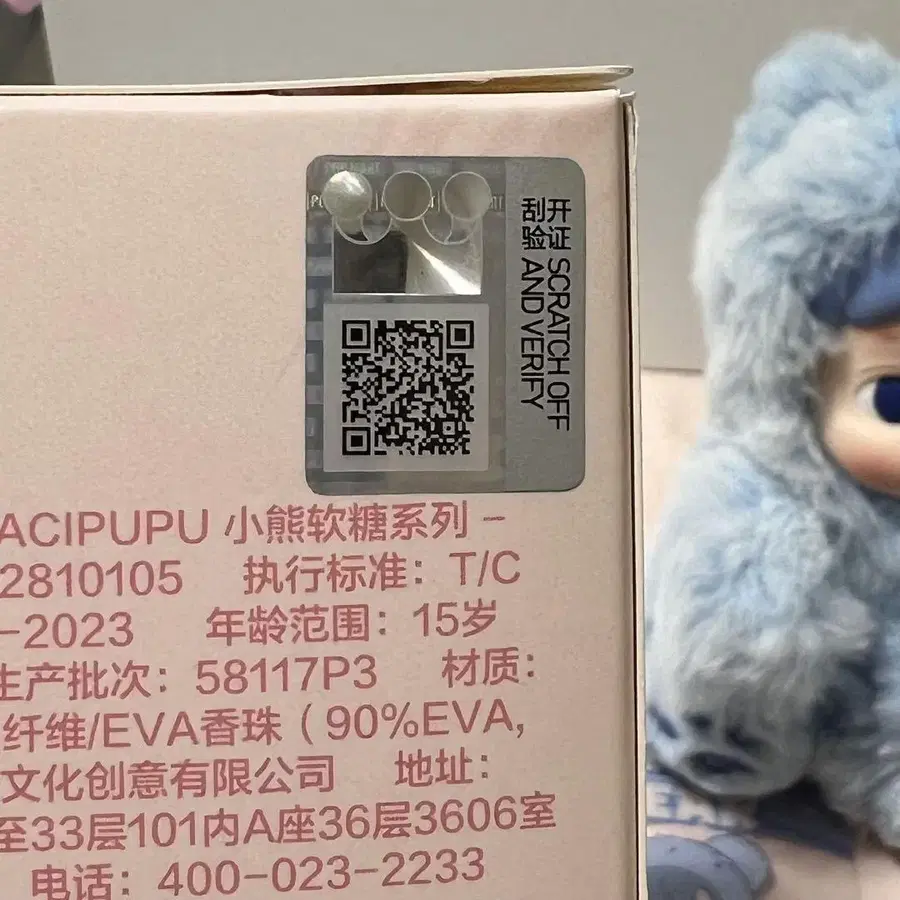 刮开
验证
SCRATCH OFF
AND VERIFY
ACIPUPU 小熊软糖系列 –
2810105 执行标准：T/C
-2023 年龄范围：15岁
生产批次：58117P3 材质：
纤维/EVA香珠（90%EVA,
文化创意有限公司 地址：
至33层101内A座36层3606室
电话：400-023-2233